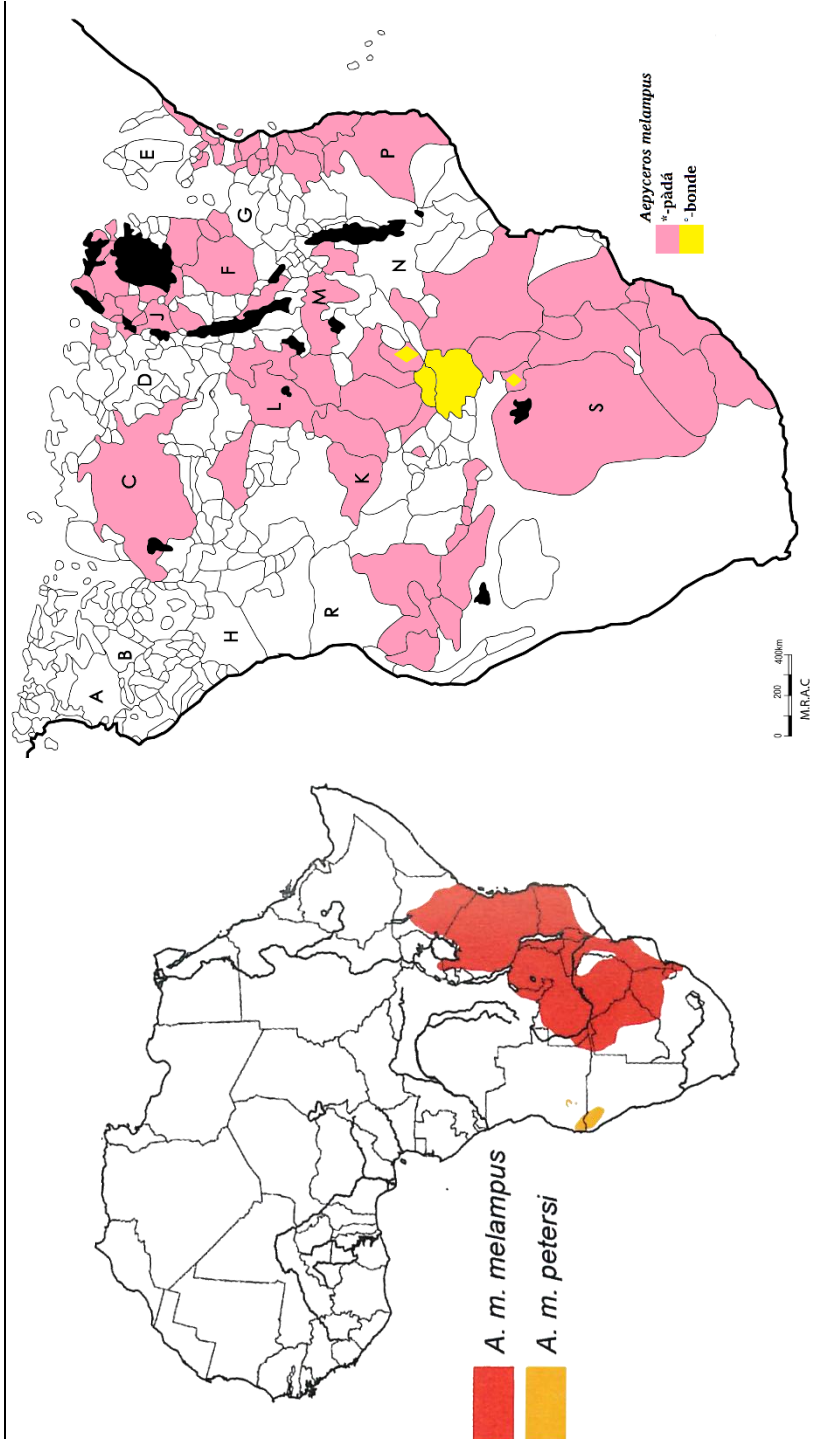 A
B
C
D
E
F
G
H
J
K
L
M
N
P
R
S
Aepyceros melampus
*-pàdá
°-bonde
0 200 400km
M.R.A.C
A. m. melampus
A. m. petersi
?